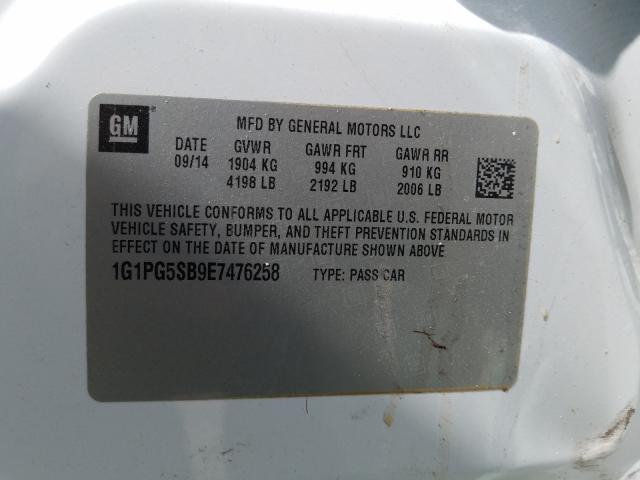 GM
MFD BY GENERAL MOTORS LLC
DATE GVWR GAWR FRT GAWR RR
09/14 1904 KG 994 KG 910 KG
4198 LB 2192 LB 2006 LB
THIS VEHICLE CONFORMS TO ALL APPLICABLE U.S. FEDERAL MOTOR
VEHICLE SAFETY, BUMPER, AND THEFT PREVENTION STANDARDS IN
EFFECT ON THE DATE OF MANUFACTURE SHOWN ABOVE
1G1PG5SB9E7476258 TYPE: PASS CAR